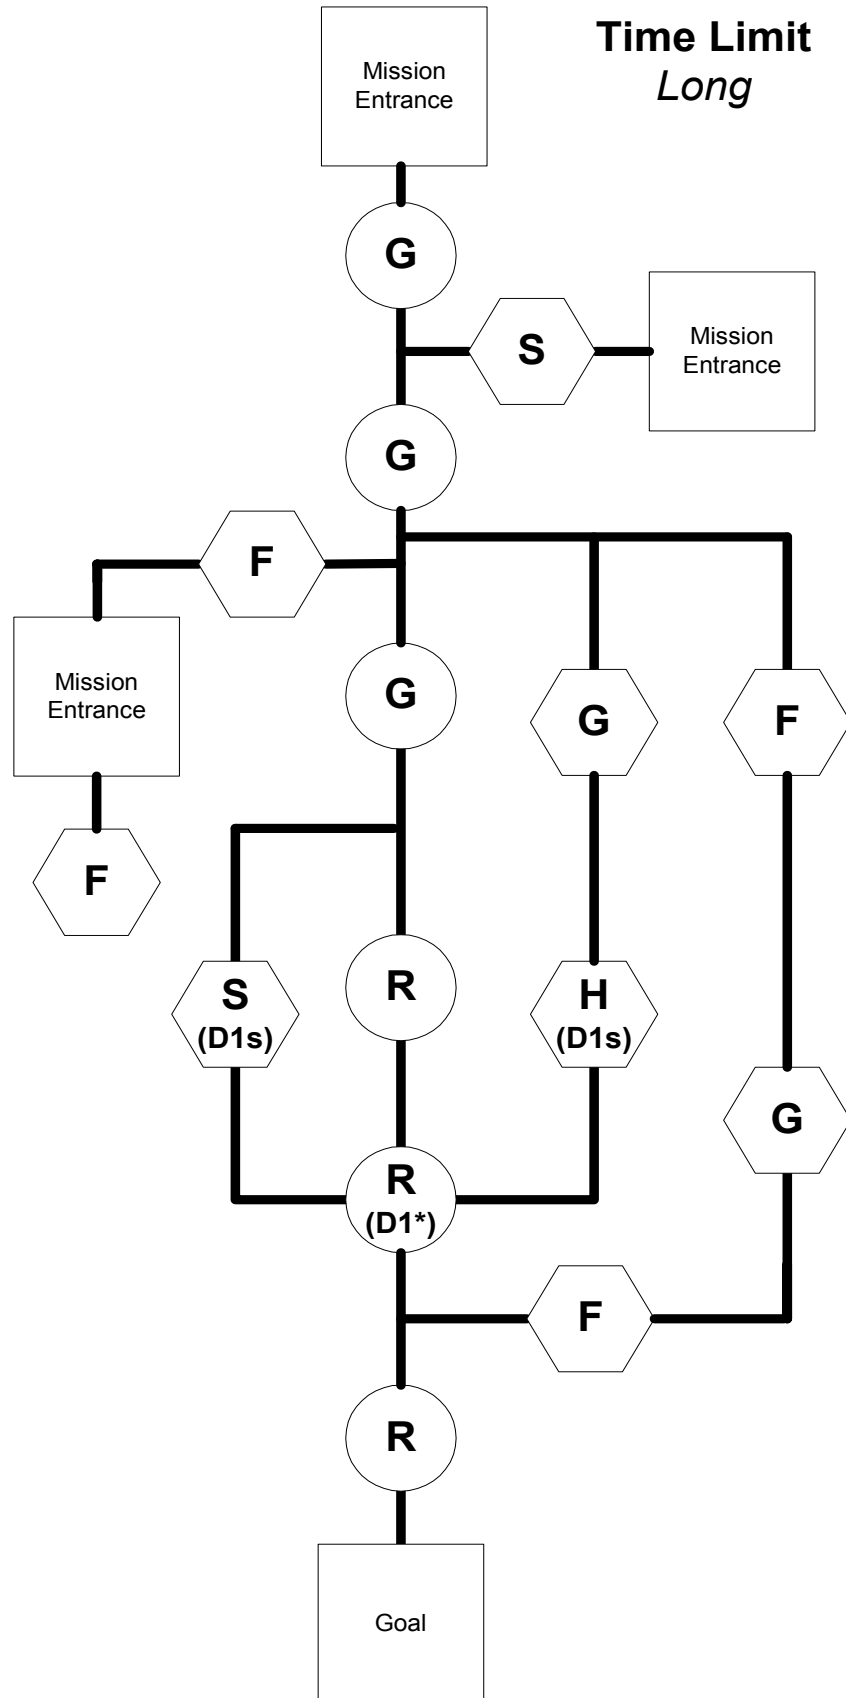 Time Limit
Long
Mission
Entrance
G
S
Mission
Entrance
G
F
Mission
Entrance
G
G
F
F
S
(D1s)
R
H
(D1s)
G
R
(D1*)
F
R
Goal